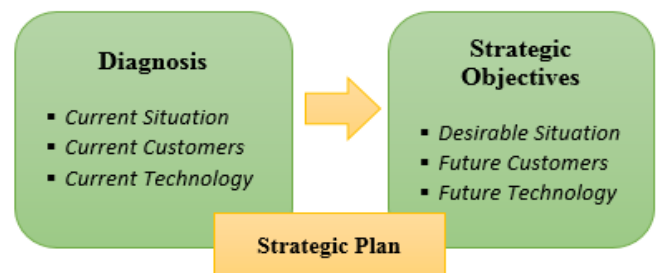 Diagnosis
▪ Current Situation
▪ Current Customers
▪ Current Technology
Strategic
Objectives
▪ Desirable Situation
▪ Future Customers
▪ Future Technology
Strategic Plan